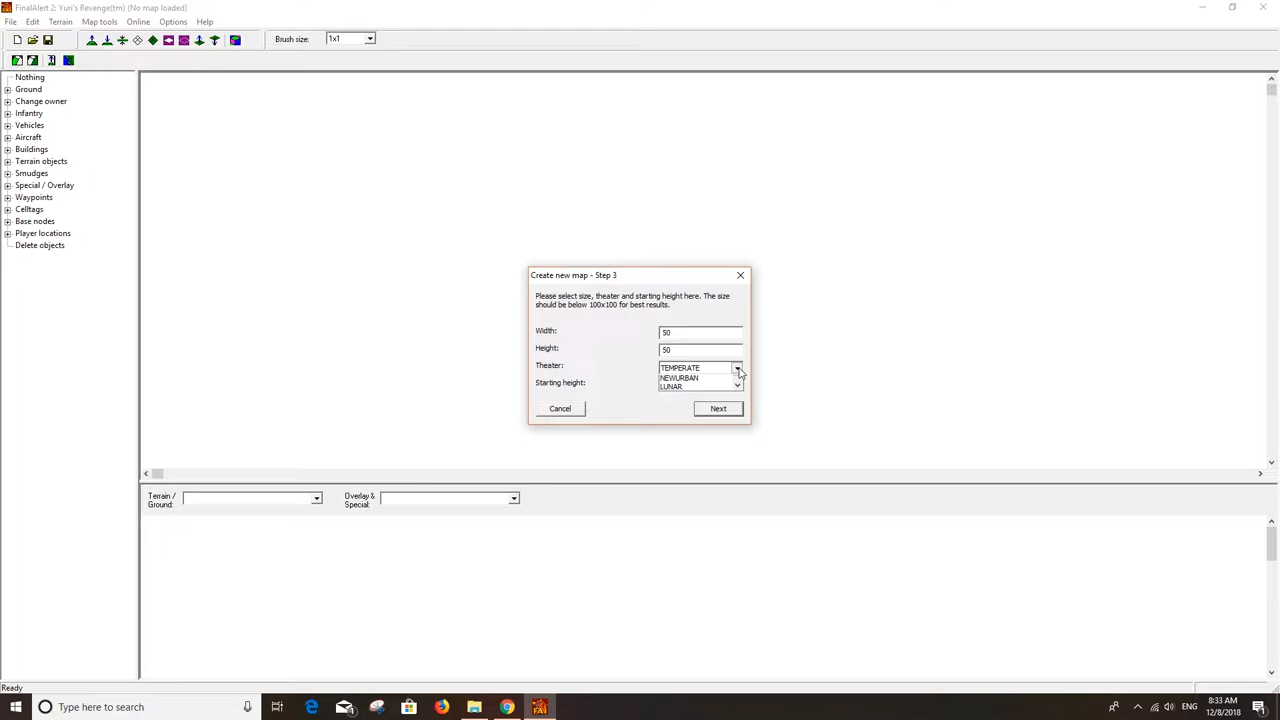 FinalAlert 2: Yuri's Revenge(tm) (No map loaded)
File Edit Terrain Map tools Online Options Help
Brush size: 1x1
Nothing
Ground
Change owner
Infantry
Vehicles
Aircraft
Buildings
Terrain objects
Smudges
Special / Overlay
Waypoints
Celltags
Base nodes
Player locations
Delete objects
Create new map - Step 3
Please select size, theater and starting height here. The size
should be below 100x100 for best results.
Width: 50
Height: 50
Theater: TEMPERATE
NEWURBAN
Starting height: LUNAR
Cancel Next
Terrain / Overlay &
Ground: Special:
Ready
Type here to search
ENG
8:33 AM
12/8/2018